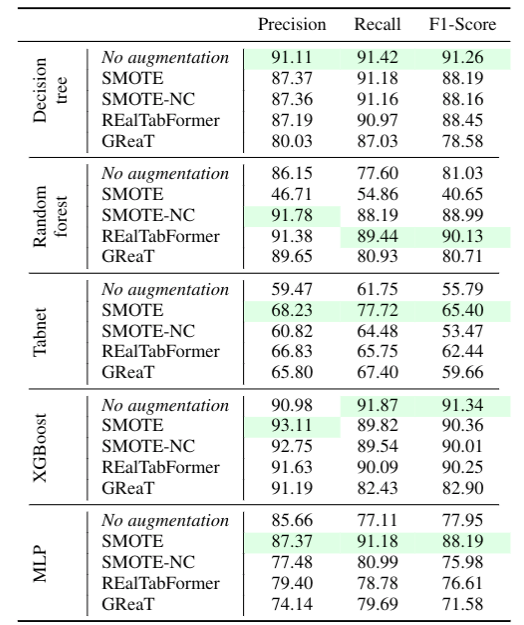 Precision Recall F1-Score
Decision tree
No augmentation 91.11 91.42 91.26
SMOTE 87.37 91.18 88.19
SMOTE-NC 87.36 91.16 88.16
REalTabFormer 87.19 90.97 88.45
GReaT 80.03 87.03 78.58
Random forest
No augmentation 86.15 77.60 81.03
SMOTE 46.71 54.86 40.65
SMOTE-NC 91.78 88.19 88.99
REalTabFormer 91.38 89.44 90.13
GReaT 89.65 80.93 80.71
Tabnet
No augmentation 59.47 61.75 55.79
SMOTE 68.23 77.72 65.40
SMOTE-NC 60.82 64.48 53.47
REalTabFormer 66.83 65.75 62.44
GReaT 65.80 67.40 59.66
XGBoost
No augmentation 90.98 91.87 91.34
SMOTE 93.11 89.82 90.36
SMOTE-NC 92.75 89.54 90.01
REalTabFormer 91.63 90.09 90.25
GReaT 91.19 82.43 82.90
MLP
No augmentation 85.66 77.11 77.95
SMOTE 87.37 91.18 88.19
SMOTE-NC 77.48 80.99 75.98
REalTabFormer 79.40 78.78 76.61
GReaT 74.14 79.69 71.58